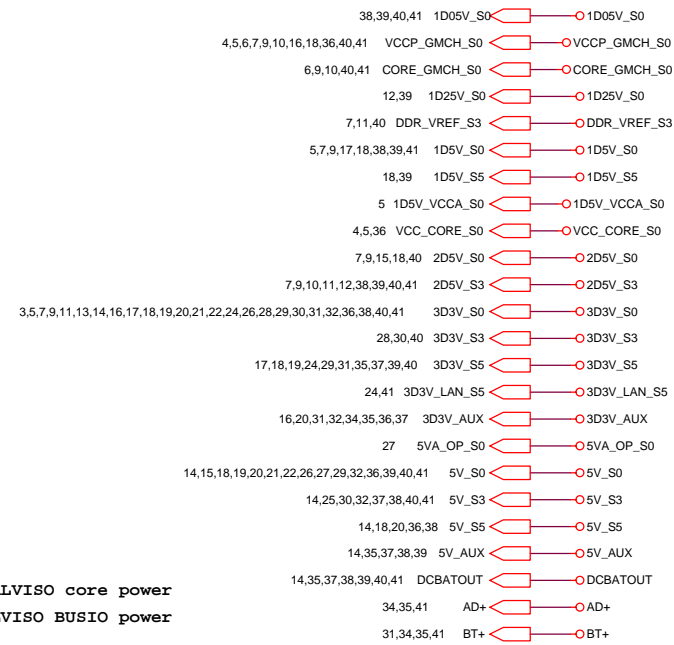 38,39,40,41 1D05V_S0 1D05V_S0
4,5,6,7,9,10,16,18,36,40,41 VCCP_GMCH_S0 VCCP_GMCH_S0
6,9,10,40,41 CORE_GMCH_S0 CORE_GMCH_S0
12,39 1D25V_S0 1D25V_S0
7,11,40 DDR_VREF_S3 DDR_VREF_S3
5,7,9,17,18,38,39,41 1D5V_S0 1D5V_S0
18,39 1D5V_S5 1D5V_S5
5 1D5V_VCCA_S0 1D5V_VCCA_S0
4,5,36 VCC_CORE_S0 VCC_CORE_S0
7,9,15,18,40 2D5V_S0 2D5V_S0
7,9,10,11,12,38,39,40,41 2D5V_S3 2D5V_S3
3,5,7,9,11,13,14,16,17,18,19,20,21,22,24,26,28,29,30,31,32,36,38,40,41 3D3V_S0 3D3V_S0
28,30,40 3D3V_S3 3D3V_S3
17,18,19,24,29,31,35,37,39,40 3D3V_S5 3D3V_S5
24,41 3D3V_LAN_S5 3D3V_LAN_S5
16,20,31,32,34,35,36,37 3D3V_AUX 3D3V_AUX
27 5VA_OP_S0 5VA_OP_S0
14,15,18,19,20,21,22,26,27,29,32,36,39,40,41 5V_S0 5V_S0
14,25,30,32,37,38,40,41 5V_S3 5V_S3
14,18,20,36,38 5V_S5 5V_S5
14,35,37,38,39 5V_AUX 5V_AUX
14,35,37,38,39,40,41 DCBATOUT DCBATOUT
LVISO core power
34,35,41 AD+ AD+
VISO BUSIO power
31,34,35,41 BT+ BT+